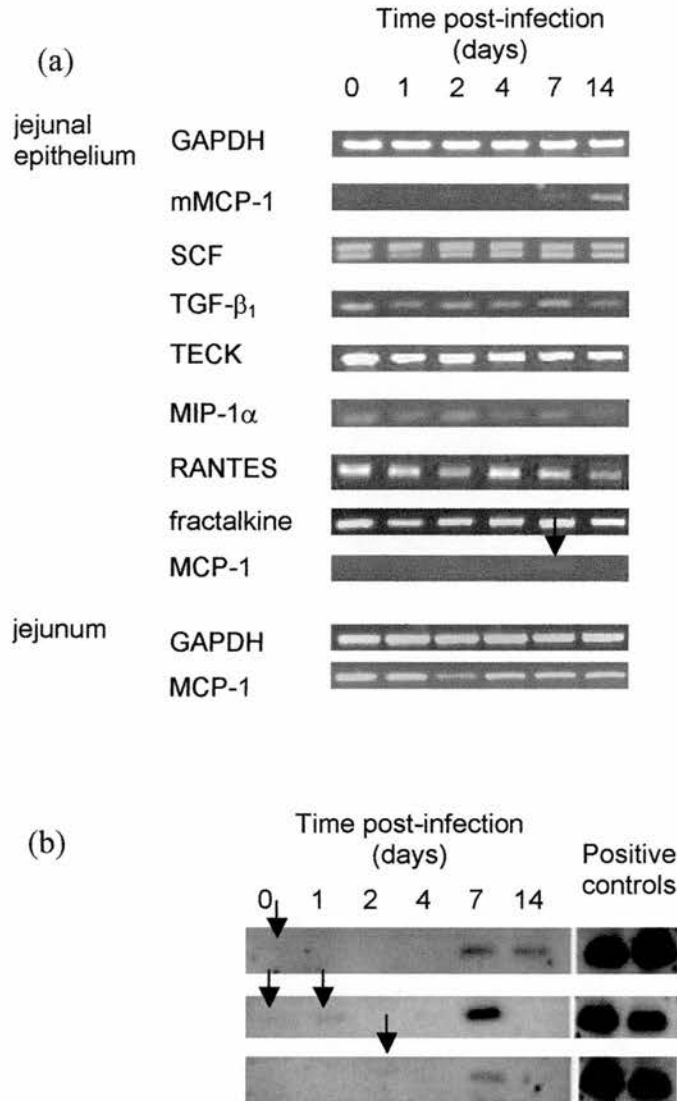 (a)
Time post-infection
(days)
0 1 2 4 7 14
jejunal
epithelium
GAPDH
mMCP-1
SCF
TGF-β₁
TECK
MIP-1α
RANTES
fractalkine
MCP-1
jejunum
GAPDH
MCP-1
(b)
Time post-infection
(days)
Positive
controls
0 1 2 4 7 14